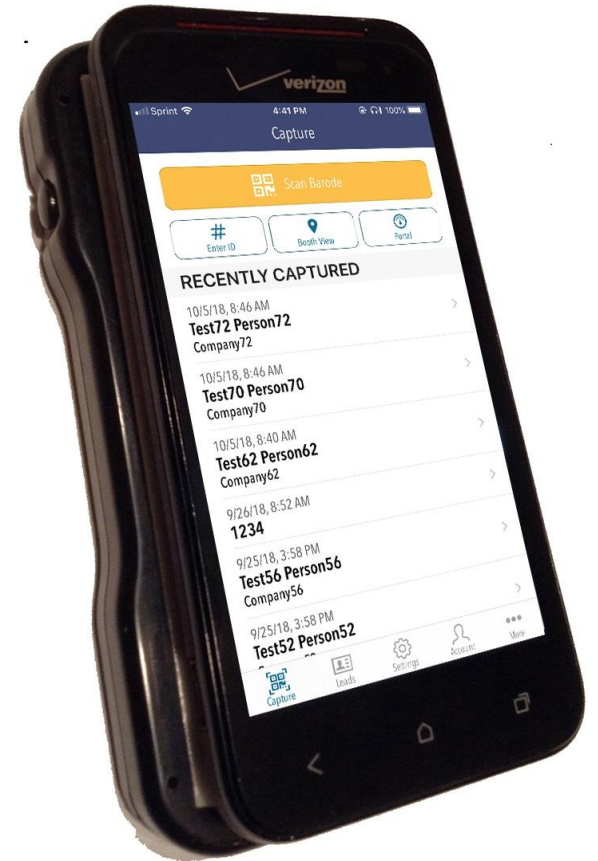 verizon
Sprint 4:41 PM 100%
Capture
Scan Barode
Enter ID Booth View Portal
RECENTLY CAPTURED
10/5/18, 8:46 AM
Test72 Person72
Company72
10/5/18, 8:46 AM
Test70 Person70
Company70
10/5/18, 8:40 AM
Test62 Person62
Company62
9/26/18, 8:52 AM
1234
9/25/18, 3:58 PM
Test56 Person56
Company56
9/25/18, 3:58 PM
Test52 Person52
Capture Leads Settings Account More